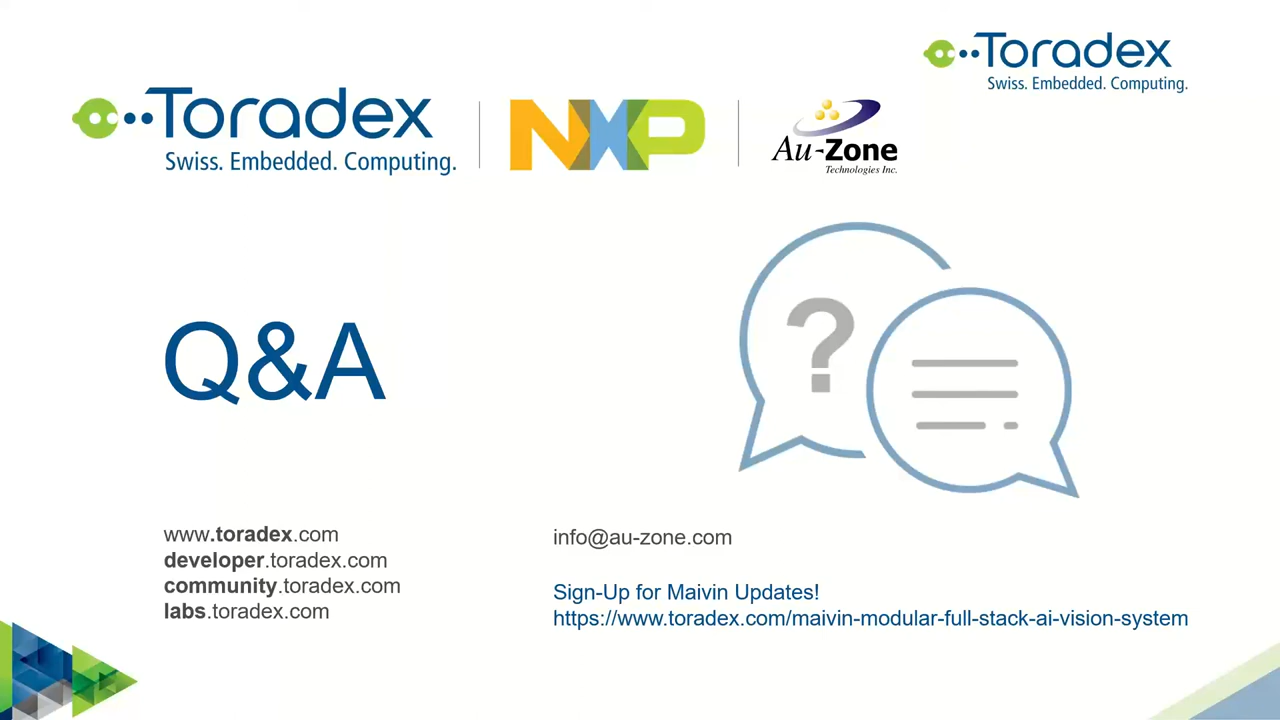 Toradex
Swiss. Embedded. Computing.
Toradex
Swiss. Embedded. Computing.
NXP
Au-Zone
Technologies Inc.
?
Q&A
www.toradex.com
developer.toradex.com
community.toradex.com
labs.toradex.com
info@au-zone.com
Sign-Up for Maivin Updates!
https://www.toradex.com/maivin-modular-full-stack-ai-vision-system